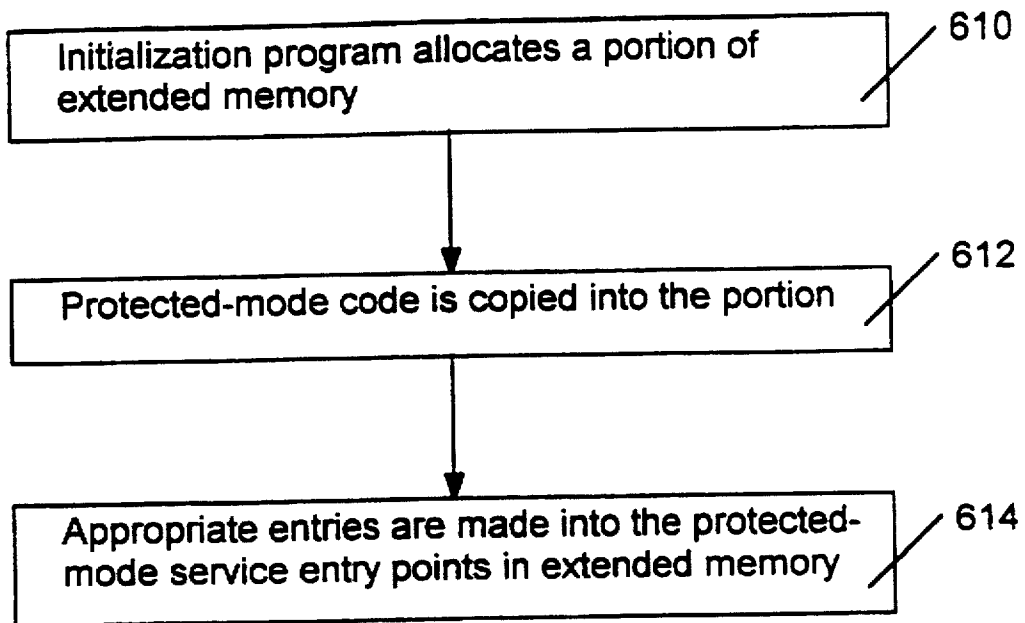 Initialization program allocates a portion of
extended memory
610
Protected-mode code is copied into the portion
612
Appropriate entries are made into the protected-
mode service entry points in extended memory
614